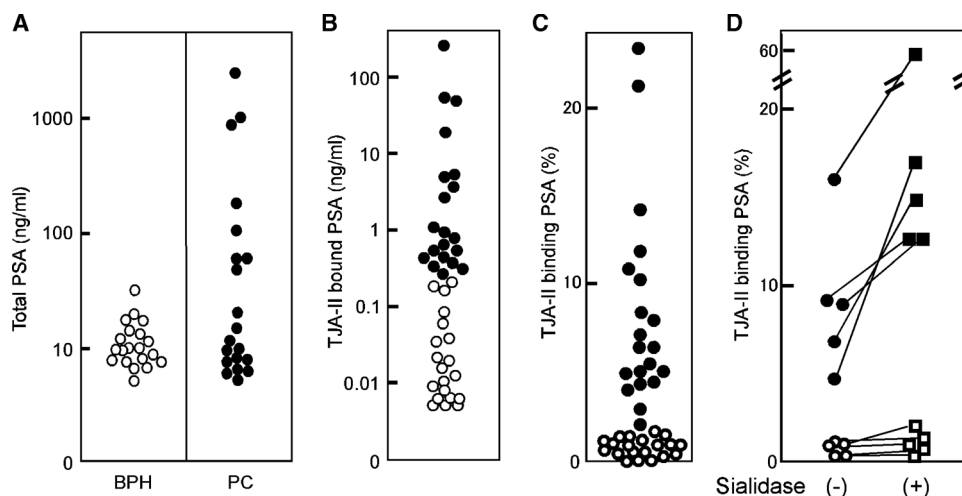 A
Total PSA (ng/ml)
1000
100
10
0
BPH
PC
B
TJA-II bound PSA (ng/ml)
100
10
1
0.1
0.01
0
C
TJA-II binding PSA (%)
20
10
0
D
TJA-II binding PSA (%)
60
20
10
0
Sialidase (-) (+)